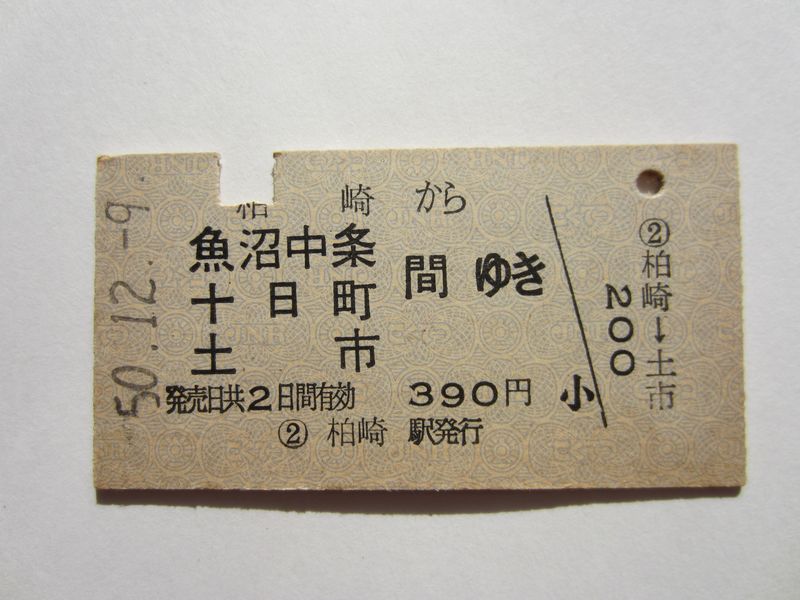 50.12.-9.
柏崎から
魚沼中条
十日町
土市
間ゆき
発売日共2日間有効 390円 小
② 柏崎 駅発行
②柏崎→土市
200